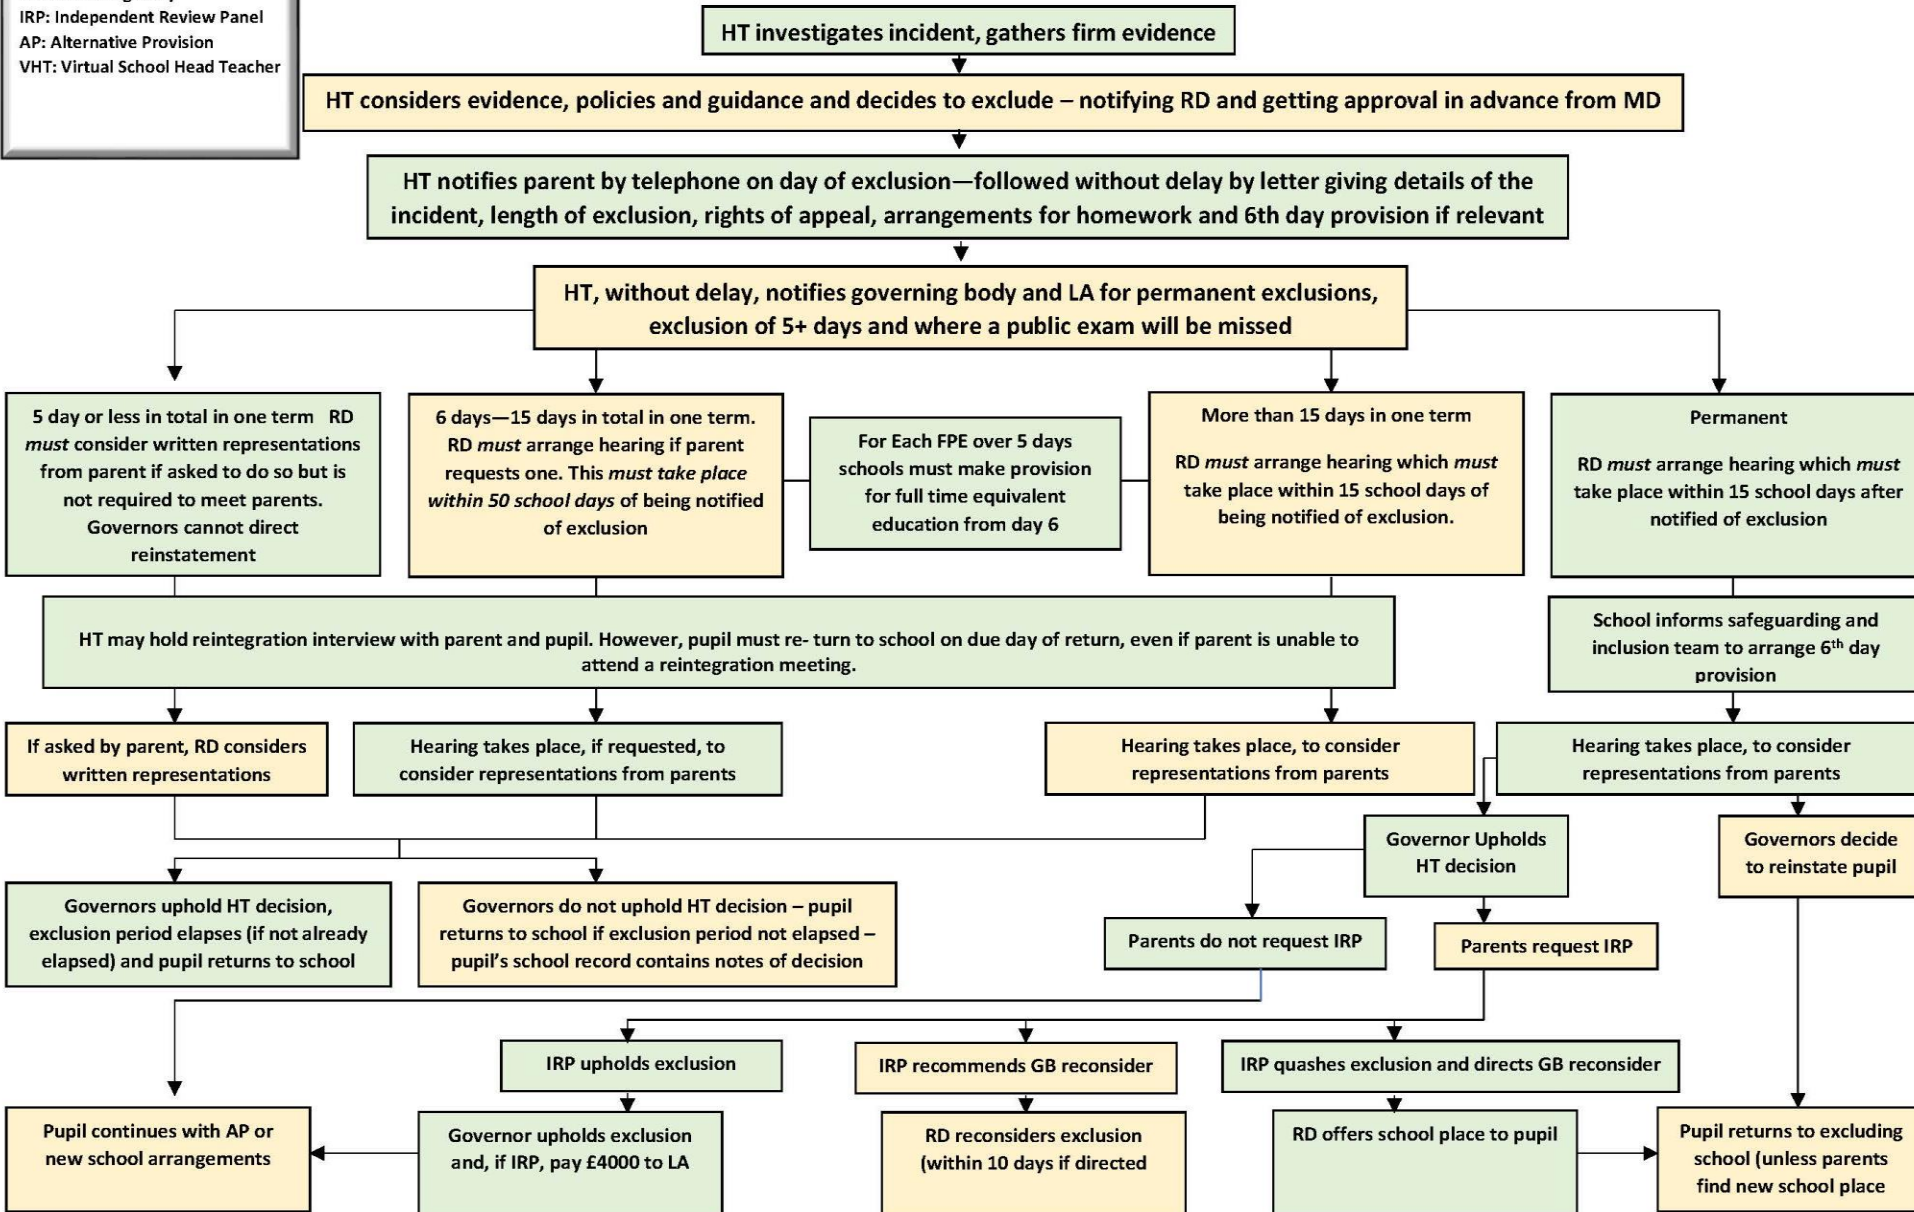 IRP: Independent Review Panel
AP: Alternative Provision
VHT: Virtual School Head Teacher
HT investigates incident, gathers firm evidence
HT considers evidence, policies and guidance and decides to exclude – notifying RD and getting approval in advance from MD
HT notifies parent by telephone on day of exclusion—followed without delay by letter giving details of the
incident, length of exclusion, rights of appeal, arrangements for homework and 6th day provision if relevant
HT, without delay, notifies governing body and LA for permanent exclusions,
exclusion of 5+ days and where a public exam will be missed
5 day or less in total in one term RD
must consider written representations
from parent if asked to do so but is
not required to meet parents.
Governors cannot direct
reinstatement
6 days—15 days in total in one term.
RD must arrange hearing if parent
requests one. This must take place
within 50 school days of being notified
of exclusion
For Each FPE over 5 days
schools must make provision
for full time equivalent
education from day 6
More than 15 days in one term
RD must arrange hearing which must
take place within 15 school days of
being notified of exclusion.
Permanent
RD must arrange hearing which must
take place within 15 school days after
notified of exclusion
HT may hold reintegration interview with parent and pupil. However, pupil must re- turn to school on due day of return, even if parent is unable to
attend a reintegration meeting.
School informs safeguarding and
inclusion team to arrange 6th day
provision
If asked by parent, RD considers
written representations
Hearing takes place, if requested, to
consider representations from parents
Hearing takes place, to consider
representations from parents
Hearing takes place, to consider
representations from parents
Governor Upholds
HT decision
Governors decide
to reinstate pupil
Governors uphold HT decision,
exclusion period elapses (if not already
elapsed) and pupil returns to school
Governors do not uphold HT decision – pupil
returns to school if exclusion period not elapsed –
pupil's school record contains notes of decision
Parents do not request IRP
Parents request IRP
IRP upholds exclusion
IRP recommends GB reconsider
IRP quashes exclusion and directs GB reconsider
Pupil continues with AP or
new school arrangements
Governor upholds exclusion
and, if IRP, pay £4000 to LA
RD reconsiders exclusion
(within 10 days if directed
RD offers school place to pupil
Pupil returns to excluding
school (unless parents
find new school place